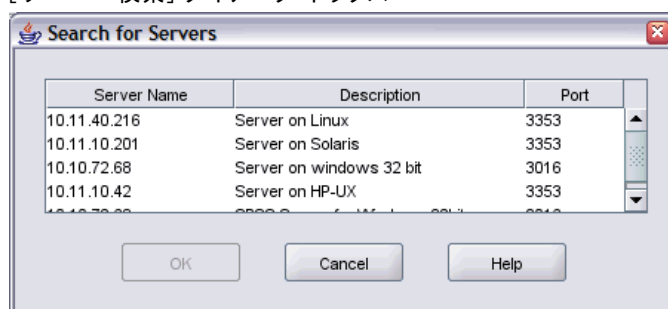 Search for Servers
Server Name Description Port
10.11.40.216 Server on Linux 3353
10.11.10.201 Server on Solaris 3353
10.10.72.68 Server on windows 32 bit 3016
10.11.10.42 Server on HP-UX 3353
OK Cancel Help